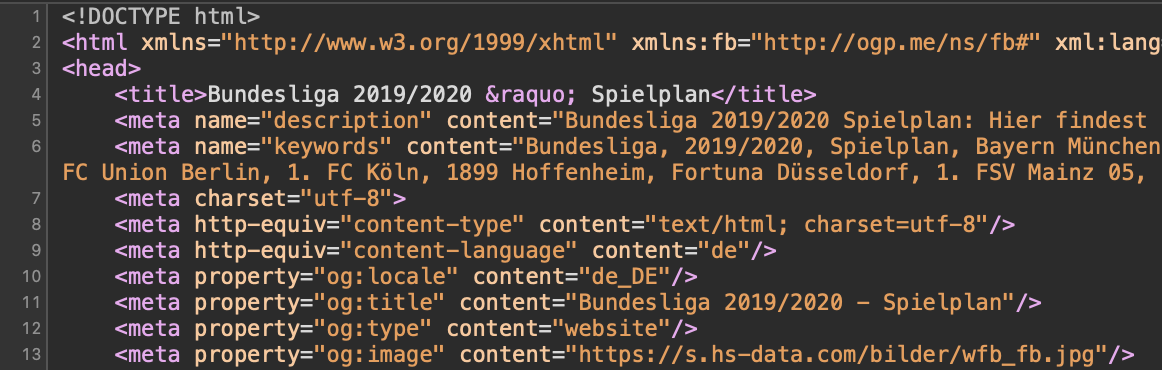 1 <!DOCTYPE html>
2 <html xmlns="http://www.w3.org/1999/xhtml" xmlns:fb="http://ogp.me/ns/fb#" xml:lang
3 <head>
4 <title>Bundesliga 2019/2020 &raquo; Spielplan</title>
5 <meta name="description" content="Bundesliga 2019/2020 Spielplan: Hier findest
6 <meta name="keywords" content="Bundesliga, 2019/2020, Spielplan, Bayern München
FC Union Berlin, 1. FC Köln, 1899 Hoffenheim, Fortuna Düsseldorf, 1. FSV Mainz 05,
7 <meta charset="utf-8">
8 <meta http-equiv="content-type" content="text/html; charset=utf-8"/>
9 <meta http-equiv="content-language" content="de"/>
10 <meta property="og:locale" content="de_DE"/>
11 <meta property="og:title" content="Bundesliga 2019/2020 - Spielplan"/>
12 <meta property="og:type" content="website"/>
13 <meta property="og:image" content="https://s.hs-data.com/bilder/wfb_fb.jpg"/>